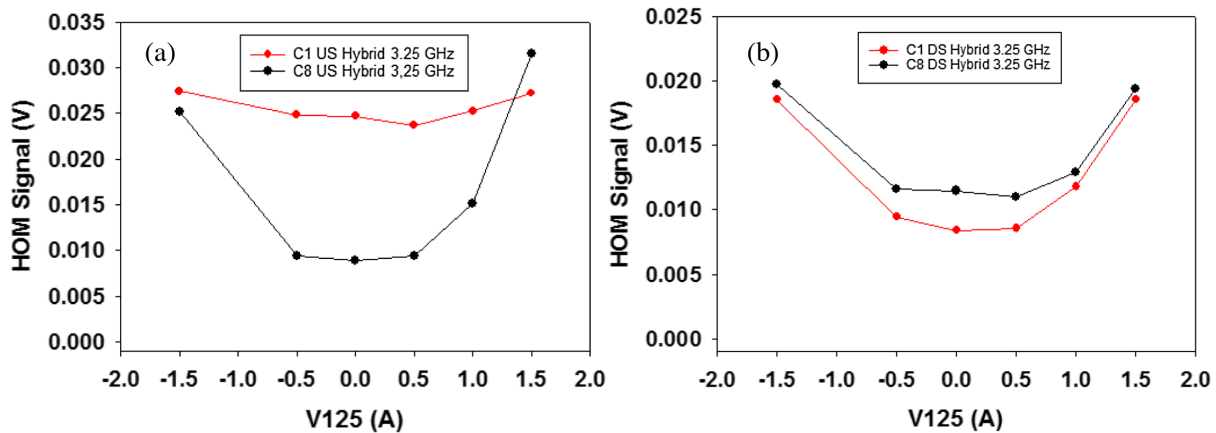 (a)
C1 US Hybrid 3.25 GHz
C8 US Hybrid 3,25 GHz
HOM Signal (V)
0.035
0.030
0.025
0.020
0.015
0.010
0.005
0.000
-2.0 -1.5 -1.0 -0.5 0.0 0.5 1.0 1.5 2.0
V125 (A)
(b)
C1 DS Hybrid 3.25 GHz
C8 DS Hybrid 3.25 GHz
HOM Signal (V)
0.025
0.020
0.015
0.010
0.005
0.000
-2.0 -1.5 -1.0 -0.5 0.0 0.5 1.0 1.5 2.0
V125 (A)